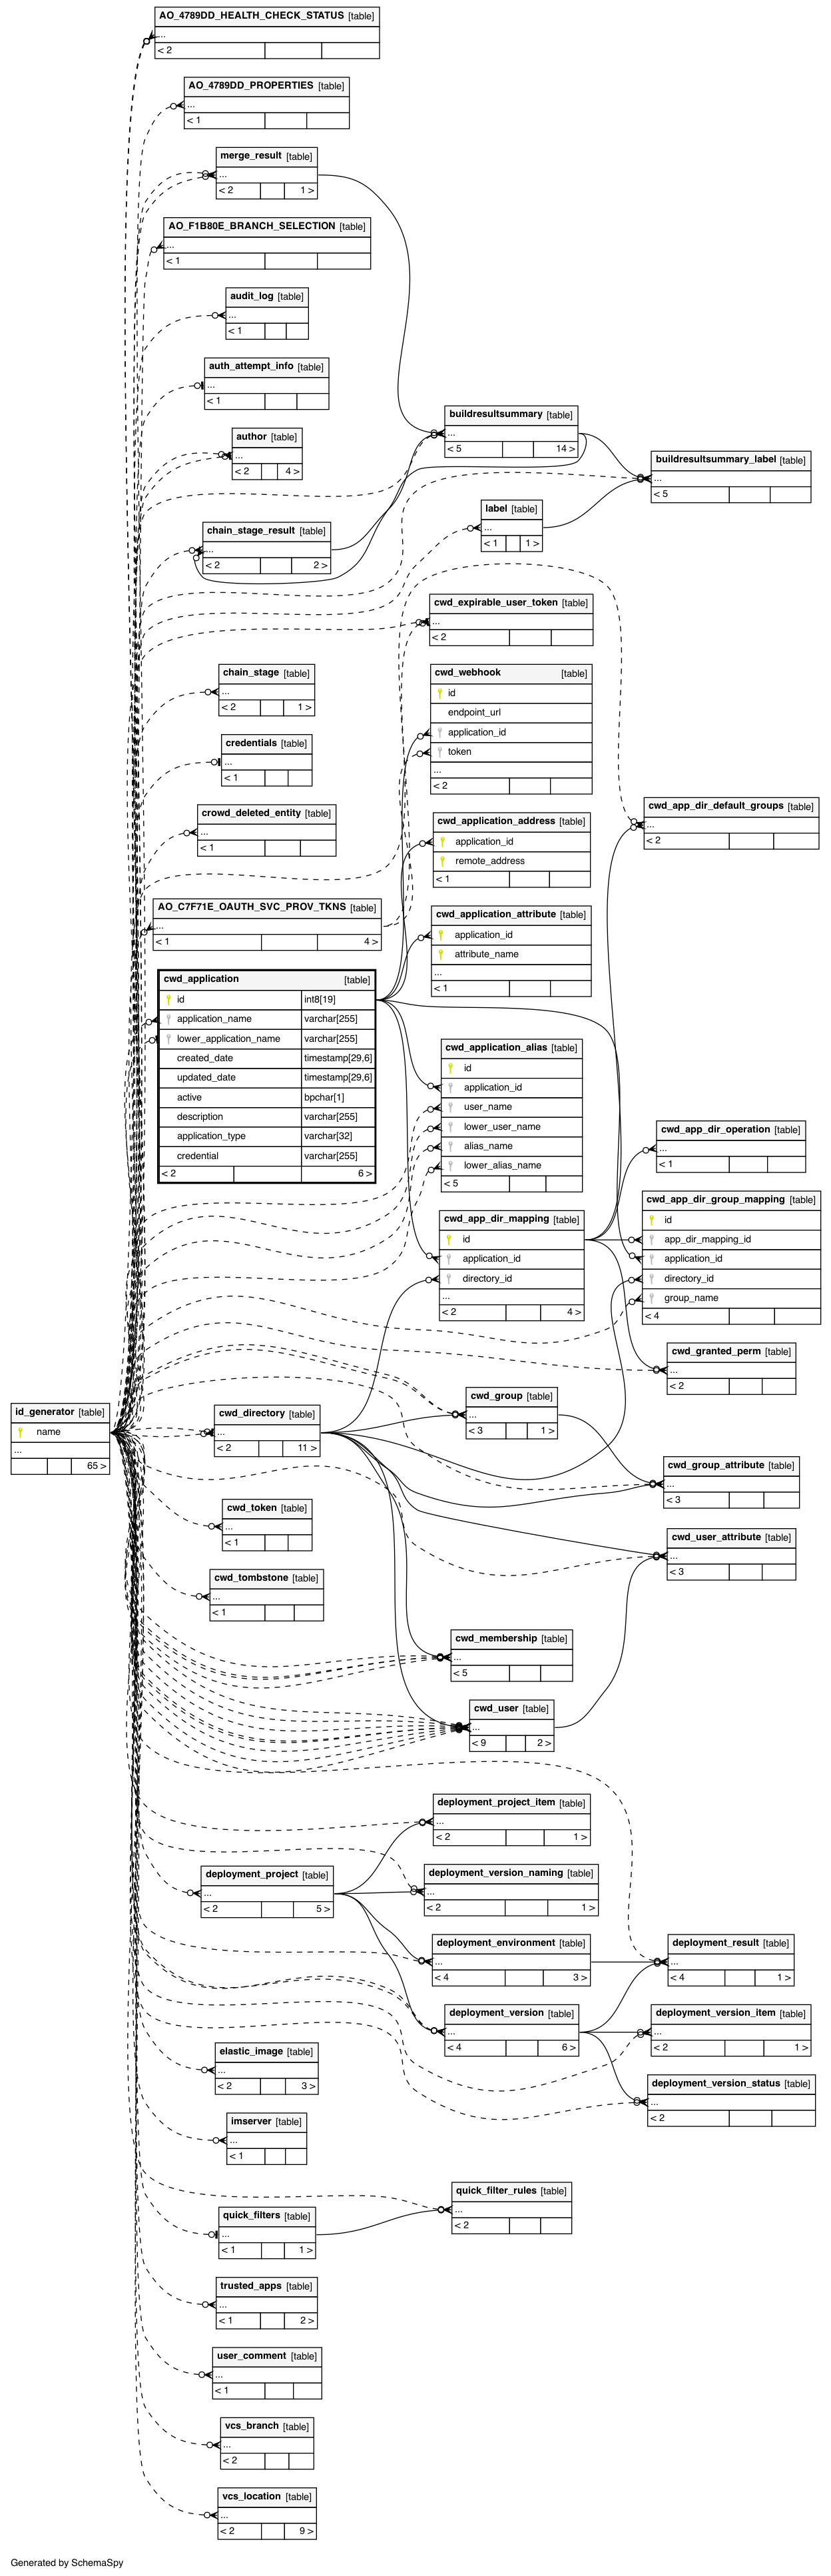 AO_4789DD_HEALTH_CHECK_STATUS [table]
...
< 2
AO_4789DD_PROPERTIES [table]
...
< 1
merge_result [table]
...
< 2 1 >
AO_F1B80E_BRANCH_SELECTION [table]
...
< 1
audit_log [table]
...
< 1
auth_attempt_info [table]
...
< 1
author [table]
...
< 2 4 >
buildresultsummary [table]
...
< 5 14 >
buildresultsummary_label [table]
...
< 5
label [table]
...
< 1 1 >
chain_stage_result [table]
...
< 2 2 >
cwd_expirable_user_token [table]
...
< 2
chain_stage [table]
...
< 2 1 >
cwd_webhook [table]
id
endpoint_url
application_id
token
...
< 2
credentials [table]
...
< 1
crowd_deleted_entity [table]
...
< 1
cwd_app_dir_default_groups [table]
...
< 2
cwd_application_address [table]
application_id
remote_address
< 1
AO_C7F71E_OAUTH_SVC_PROV_TKNS [table]
...
< 1 4 >
cwd_application_attribute [table]
application_id
attribute_name
...
< 1
cwd_application [table]
id int8[19]
application_name varchar[255]
lower_application_name varchar[255]
created_date timestamp[29,6]
updated_date timestamp[29,6]
active bpchar[1]
description varchar[255]
application_type varchar[32]
credential varchar[255]
< 2 6 >
cwd_application_alias [table]
id
application_id
user_name
lower_user_name
alias_name
lower_alias_name
< 5
cwd_app_dir_operation [table]
...
< 1
cwd_app_dir_mapping [table]
id
application_id
directory_id
...
< 2 4 >
cwd_app_dir_group_mapping [table]
id
app_dir_mapping_id
application_id
directory_id
group_name
< 4
cwd_granted_perm [table]
...
< 2
id_generator [table]
name
...
65 >
cwd_directory [table]
...
< 2 11 >
cwd_group [table]
...
< 3 1 >
cwd_group_attribute [table]
...
< 3
cwd_token [table]
...
< 1
cwd_user_attribute [table]
...
< 3
cwd_tombstone [table]
...
< 1
cwd_membership [table]
...
< 5
cwd_user [table]
...
< 9 2 >
deployment_project_item [table]
...
< 2 1 >
deployment_project [table]
...
< 2 5 >
deployment_version_naming [table]
...
< 2 1 >
deployment_environment [table]
...
< 4 3 >
deployment_result [table]
...
< 4 1 >
deployment_version [table]
...
< 4 6 >
deployment_version_item [table]
...
< 2 1 >
elastic_image [table]
...
< 2 3 >
deployment_version_status [table]
...
< 2
imserver [table]
...
< 1
quick_filter_rules [table]
...
< 2
quick_filters [table]
...
< 1 1 >
trusted_apps [table]
...
< 1 2 >
user_comment [table]
...
< 1
vcs_branch [table]
...
< 2
vcs_location [table]
...
< 2 9 >
Generated by SchemaSpy